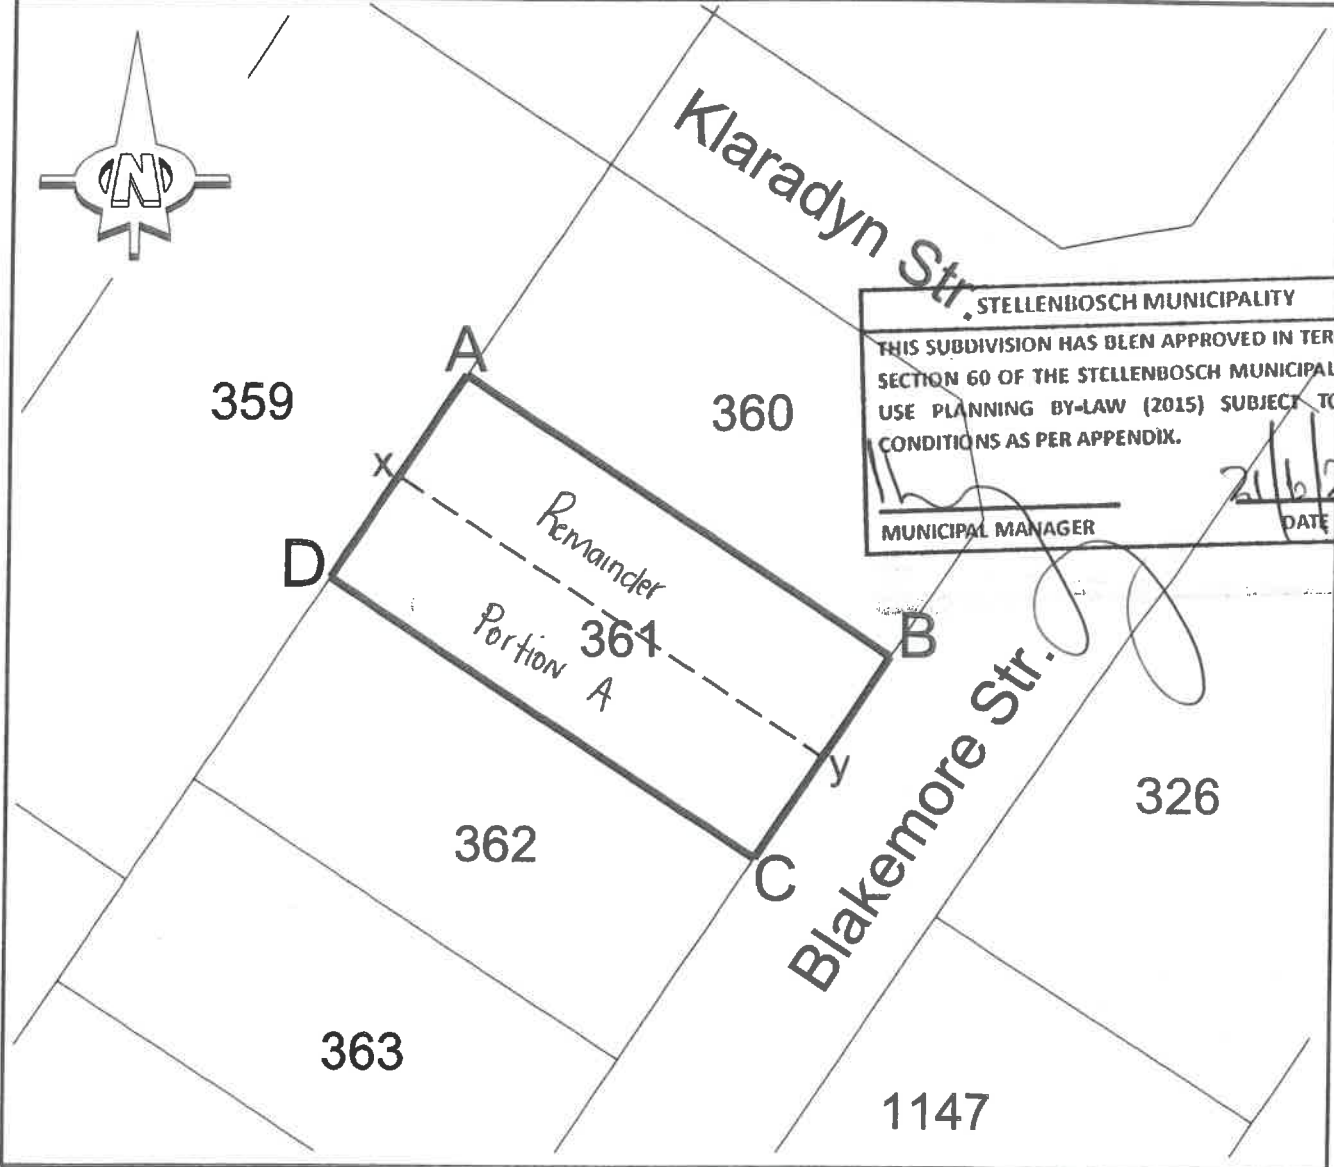 N
Klaradyn Str.
STELLENBOSCH MUNICIPALITY
THIS SUBDIVISION HAS BEEN APPROVED IN TER
SECTION 60 OF THE STELLENBOSCH MUNICIPAL
USE PLANNING BY-LAW (2015) SUBJECT TO
CONDITIONS AS PER APPENDIX.
MUNICIPAL MANAGER
DATE
A
359
360
x
Remainder
D
Portion A
361
B
y
Blakemore Str.
326
362
C
363
1147